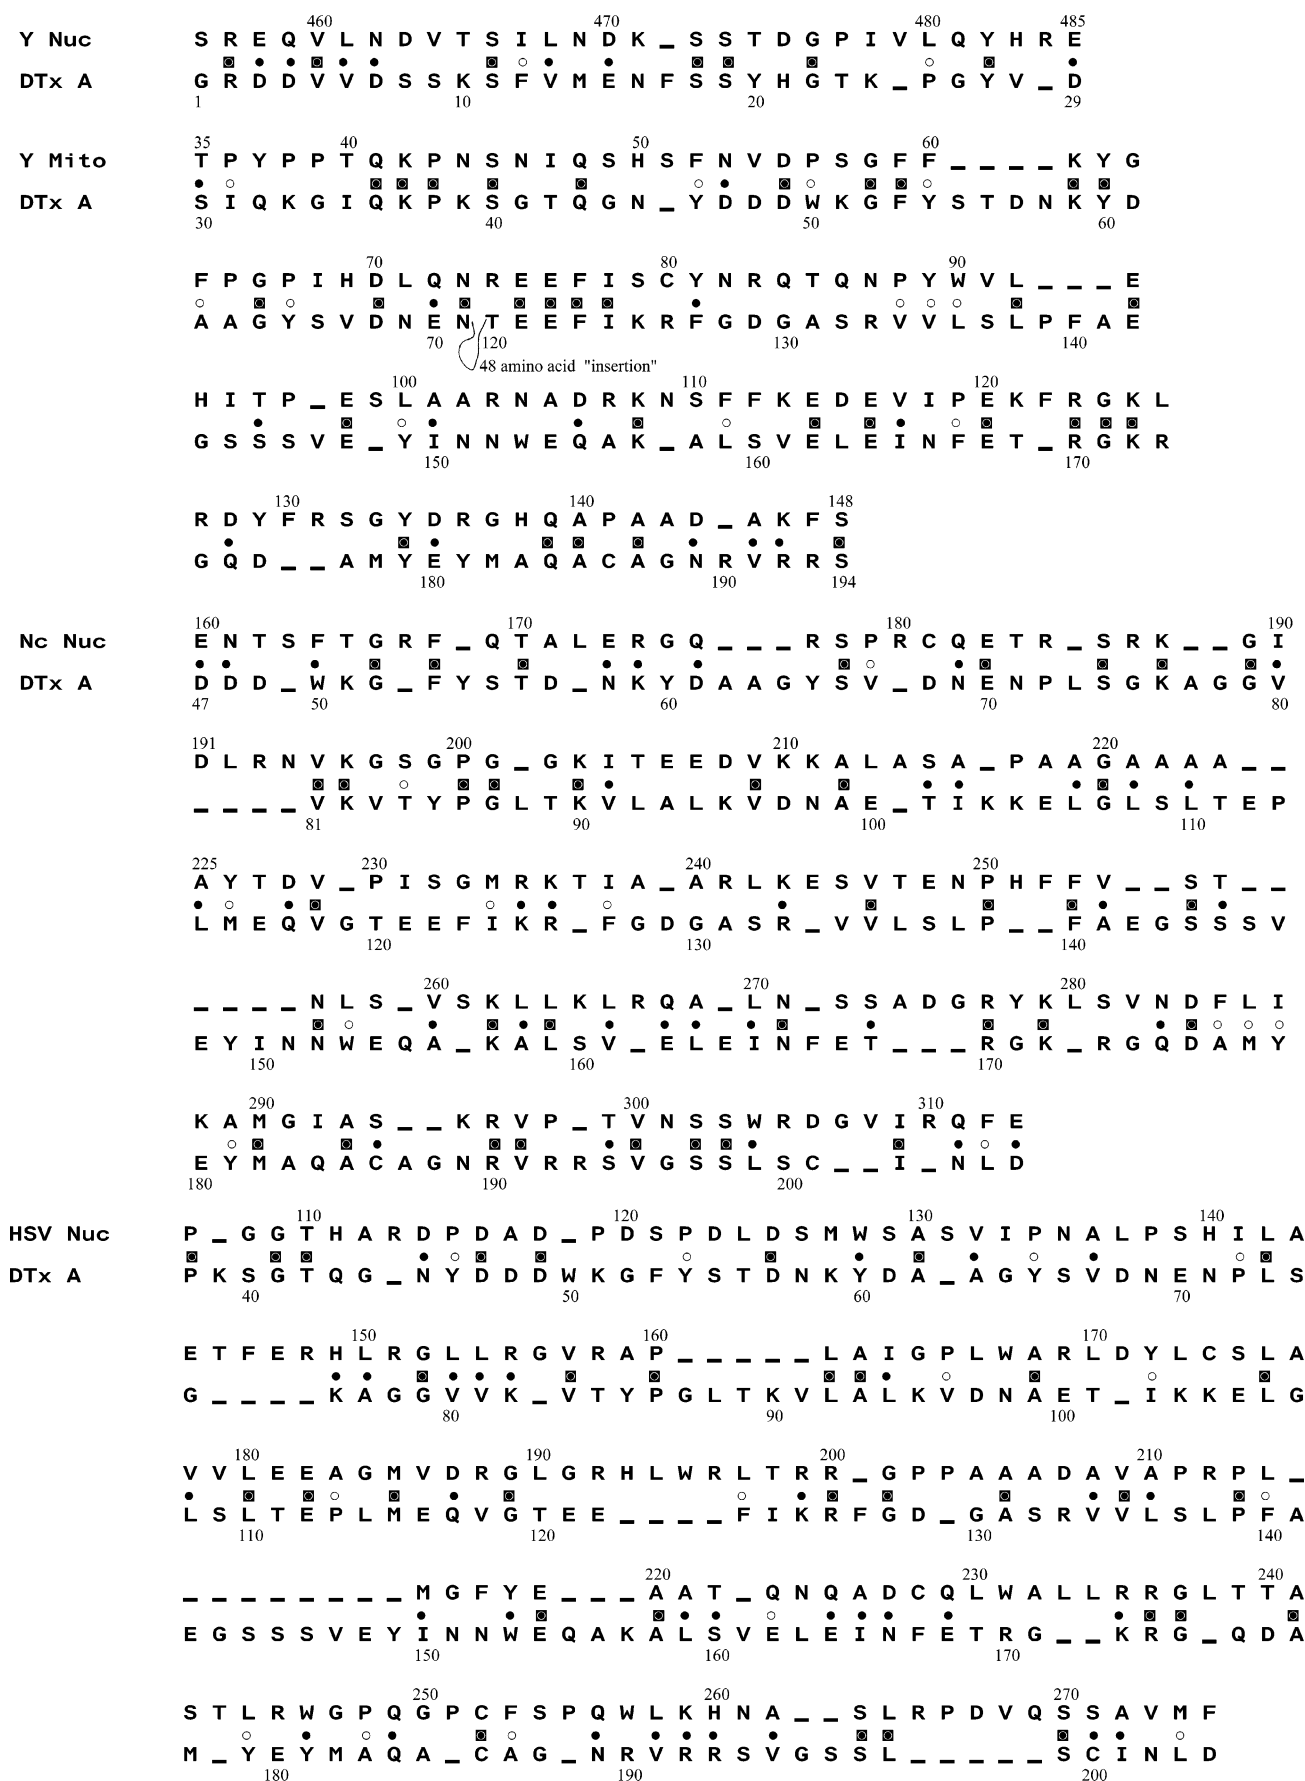 460 470 480 485
Y Nuc S R E Q V L N D V T S I L N D K _ S S T D G P I V L Q Y H R E
DTx A G R D D V V D S S K S F V M E N F S S Y H G T K _ P G Y V _ D
1 10 20 29
35 40 50 60
Y Mito T P Y P P T Q K P N S N I Q S H S F N V D P S G F F _ _ _ _ K Y G
DTx A S I Q K G I Q K P K S G T Q G N _ Y D D D W K G F Y S T D N K Y D
30 40 50 60
70 80 90
F P G P I H D L Q N R E E F I S C Y N R Q T Q N P Y W V L _ _ _ E
A A G Y S V D N E N T E E F I K R F G D G A S R V V L S L P F A E
70 120 130 140
48 amino acid "insertion"
100 110 120
H I T P _ E S L A A R N A D R K N S F F K E D E V I P E K F R G K L
G S S S V E _ Y I N N W E Q A K _ A L S V E L E I N F E T _ R G K R
150 160 170
130 140 148
R D Y F R S G Y D R G H Q A P A A D _ A K F S
G Q D _ _ A M Y E Y M A Q A C A G N R V R R S
180 190 194
160 170 180 190
Nc Nuc E N T S F T G R F _ Q T A L E R G Q _ _ _ R S P R C Q E T R _ S R K _ _ G I
DTx A D D D _ W K G _ F Y S T D _ N K Y D A A G Y S V _ D N E N P L S G K A G G V
47 50 60 70 80
191 200 210 220
D L R N V K G S G P G _ G K I T E E D V K K A L A S A _ P A A G A A A A _ _
_ _ _ _ V K V T Y P G L T K V L A L K V D N A E _ T I K K E L G L S L T E P
81 90 100 110
225 230 240 250
A Y T D V _ P I S G M R K T I A _ A R L K E S V T E N P H F F V _ _ S T _ _
L M E Q V G T E E F I K R _ F G D G A S R _ V V L S L P _ _ F A E G S S S V
120 130 140
260 270 280
_ _ _ _ N L S _ V S K L L K L R Q A _ L N _ S S A D G R Y K L S V N D F L I
E Y I N N W E Q A _ K A L S V _ E L E I N F E T _ _ _ R G K _ R G Q D A M Y
150 160 170
290 300 310
K A M G I A S _ _ K R V P _ T V N S S W R D G V I R Q F E
E Y M A Q A C A G N R V R R S V G S S L S C _ _ I _ N L D
180 190 200
110 120 130 140
HSV Nuc P _ G G T H A R D P D A D _ P D S P D L D S M W S A S V I P N A L P S H I L A
DTx A P K S G T Q G _ N Y D D D W K G F Y S T D N K Y D A _ A G Y S V D N E N P L S
40 50 60 70
150 160 170
E T F E R H L R G L L R G V R A P _ _ _ _ _ L A I G P L W A R L D Y L C S L A
G _ _ _ _ K A G G V V K _ V T Y P G L T K V L A L K V D N A E T _ I K K E L G
80 90 100
180 190 200 210
V V L E E A G M V D R G L G R H L W R L T R R _ G P P A A A D A V A P R P L _
L S L T E P L M E Q V G T E E _ _ _ _ F I K R F G D _ G A S R V V L S L P F A
110 120 130 140
220 230 240
_ _ _ _ _ _ _ _ M G F Y E _ _ _ A A T _ Q N Q A D C Q L W A L L R R G L T T A
E G S S S V E Y I N N W E Q A K A L S V E L E I N F E T R G _ _ K R G _ Q D A
150 160 170
250 260 270
S T L R W G P Q G P C F S P Q W L K H N A _ _ S L R P D V Q S S A V M F
M _ Y E Y M A Q A _ C A G _ N R V R R S V G S S L _ _ _ _ _ S C I N L D
180 190 200